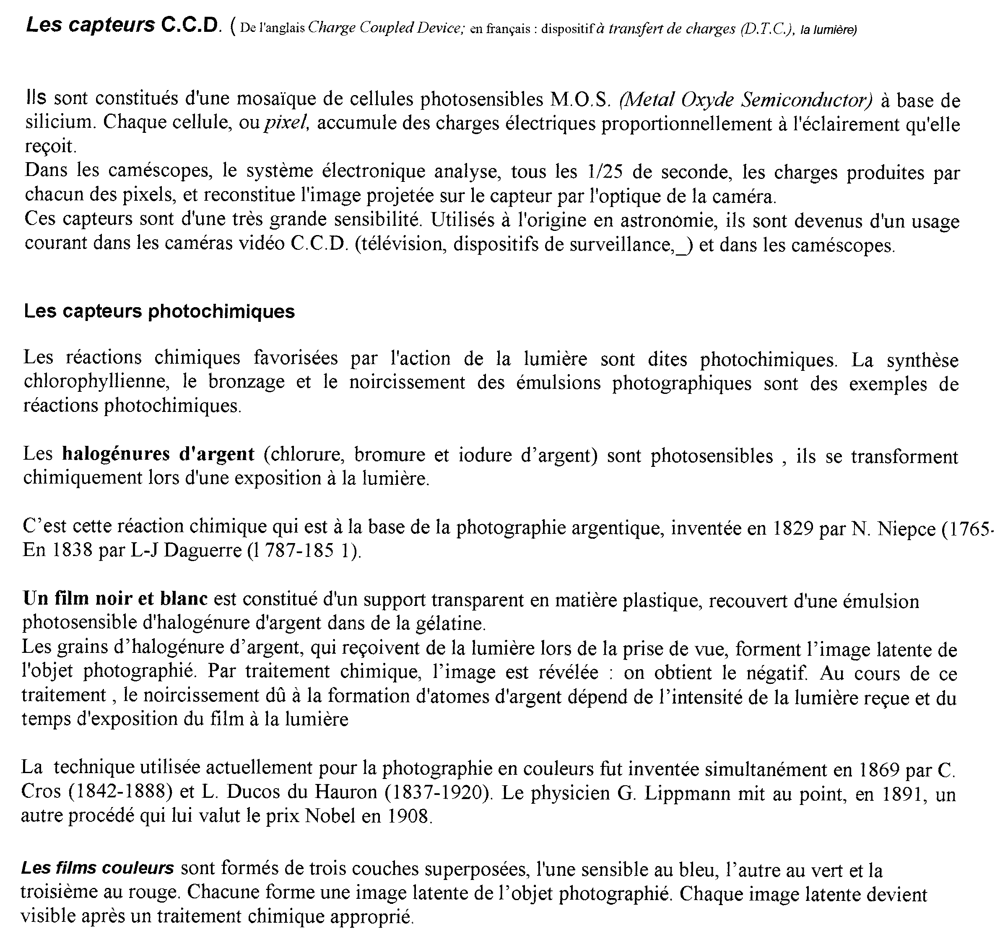 Les capteurs C.C.D. ( De l'anglais Charge Coupled Device; en français : dispositif à transfert de charges (D.T.C.), la lumière)
Ils sont constitués d'une mosaïque de cellules photosensibles M.O.S. (Metal Oxyde Semiconductor) à base de
silicium. Chaque cellule, ou pixel, accumule des charges électriques proportionnellement à l'éclairement qu'elle
reçoit.
Dans les caméscopes, le système électronique analyse, tous les 1/25 de seconde, les charges produites par
chacun des pixels, et reconstitue l'image projetée sur le capteur par l'optique de la caméra.
Ces capteurs sont d'une très grande sensibilité. Utilisés à l'origine en astronomie, ils sont devenus d'un usage
courant dans les caméras vidéo C.C.D. (télévision, dispositifs de surveillance,_) et dans les caméscopes.
Les capteurs photochimiques
Les réactions chimiques favorisées par l'action de la lumière sont dites photochimiques. La synthèse
chlorophyllienne, le bronzage et le noircissement des émulsions photographiques sont des exemples de
réactions photochimiques.
Les halogénures d'argent (chlorure, bromure et iodure d’argent) sont photosensibles , ils se transforment
chimiquement lors d'une exposition à la lumière.
C’est cette réaction chimique qui est à la base de la photographie argentique, inventée en 1829 par N. Niepce (1765-
En 1838 par L-J Daguerre (l 787-185 1).
Un film noir et blanc est constitué d'un support transparent en matière plastique, recouvert d'une émulsion
photosensible d'halogénure d'argent dans de la gélatine.
Les grains d’halogénure d’argent, qui reçoivent de la lumière lors de la prise de vue, forment l’image latente de
l'objet photographié. Par traitement chimique, l’image est révélée : on obtient le négatif. Au cours de ce
traitement , le noircissement dû à la formation d'atomes d'argent dépend de l’intensité de la lumière reçue et du
temps d'exposition du film à la lumière
La technique utilisée actuellement pour la photographie en couleurs fut inventée simultanément en 1869 par C.
Cros (1842-1888) et L. Ducos du Hauron (1837-1920). Le physicien G. Lippmann mit au point, en 1891, un
autre procédé qui lui valut le prix Nobel en 1908.
Les films couleurs sont formés de trois couches superposées, l'une sensible au bleu, l’autre au vert et la
troisième au rouge. Chacune forme une image latente de l’objet photographié. Chaque image latente devient
visible après un traitement chimique approprié.